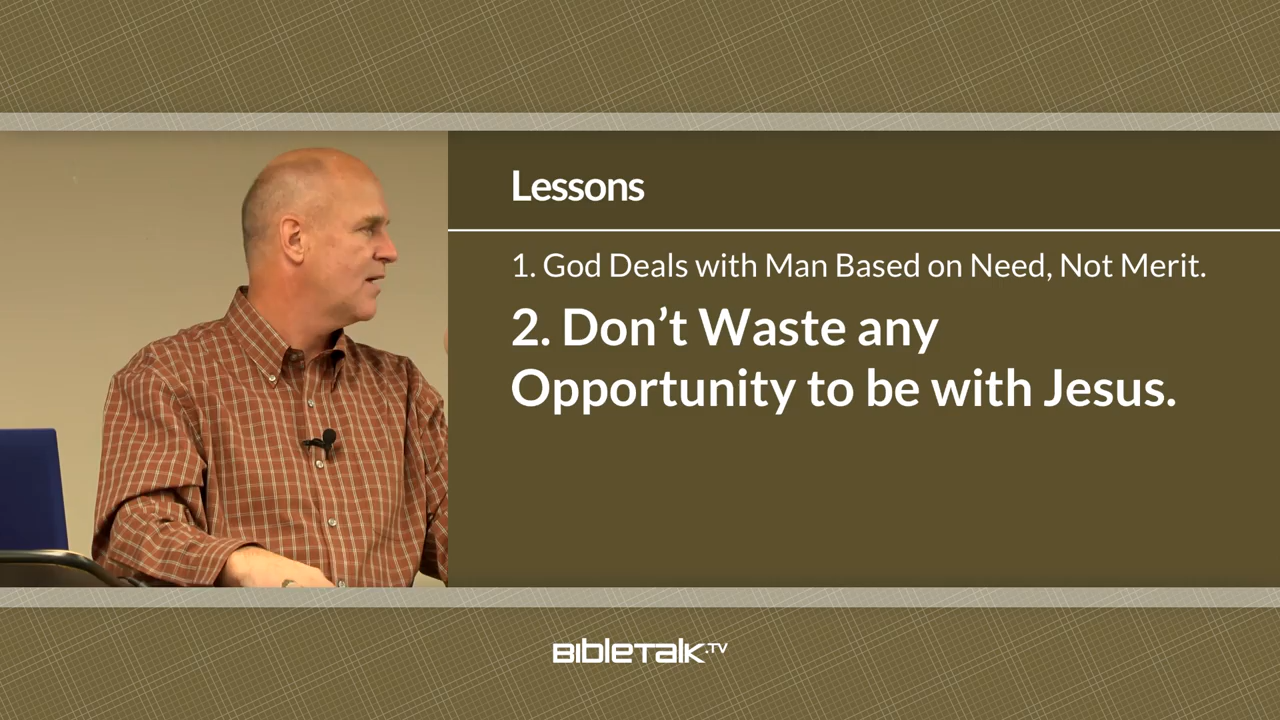 Lessons
1. God Deals with Man Based on Need, Not Merit.
2. Don’t Waste any
Opportunity to be with Jesus.
BIBLETALK.TV